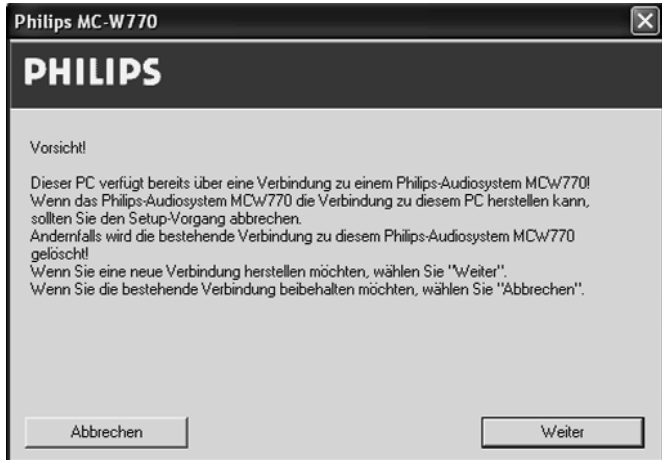 Philips MC-W770
PHILIPS
Vorsicht!
Dieser PC verfügt bereits über eine Verbindung zu einem Philips-Audiosystem MCW770!
Wenn das Philips-Audiosystem MCW770 die Verbindung zu diesem PC herstellen kann,
sollten Sie den Setup-Vorgang abbrechen.
Andernfalls wird die bestehende Verbindung zu diesem Philips-Audiosystem MCW770
gelöscht!
Wenn Sie eine neue Verbindung herstellen möchten, wählen Sie "Weiter".
Wenn Sie die bestehende Verbindung beibehalten möchten, wählen Sie "Abbrechen".
Abbrechen Weiter